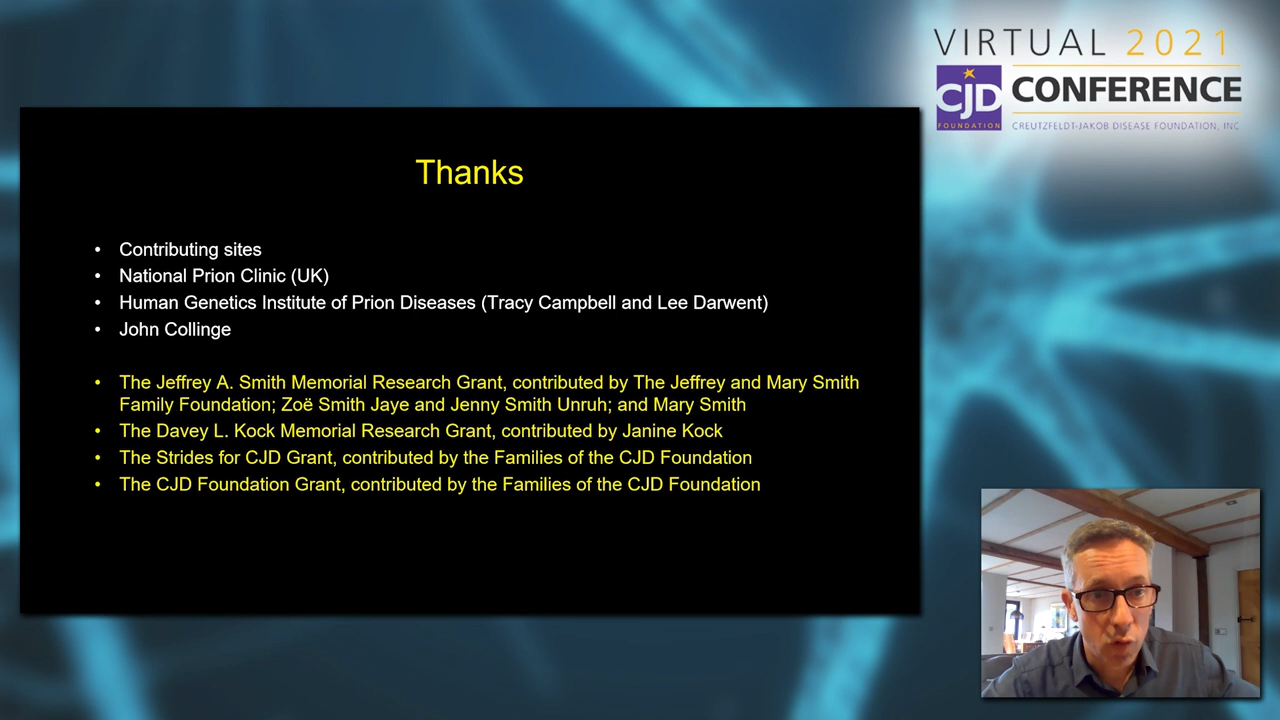 VIRTUAL 2021
CJD
FOUNDATION
CONFERENCE
CREUTZFELDT-JAKOB DISEASE FOUNDATION, INC
Thanks
• Contributing sites
• National Prion Clinic (UK)
• Human Genetics Institute of Prion Diseases (Tracy Campbell and Lee Darwent)
• John Collinge
• The Jeffrey A. Smith Memorial Research Grant, contributed by The Jeffrey and Mary Smith
Family Foundation; Zoë Smith Jaye and Jenny Smith Unruh; and Mary Smith
• The Davey L. Kock Memorial Research Grant, contributed by Janine Kock
• The Strides for CJD Grant, contributed by the Families of the CJD Foundation
• The CJD Foundation Grant, contributed by the Families of the CJD Foundation